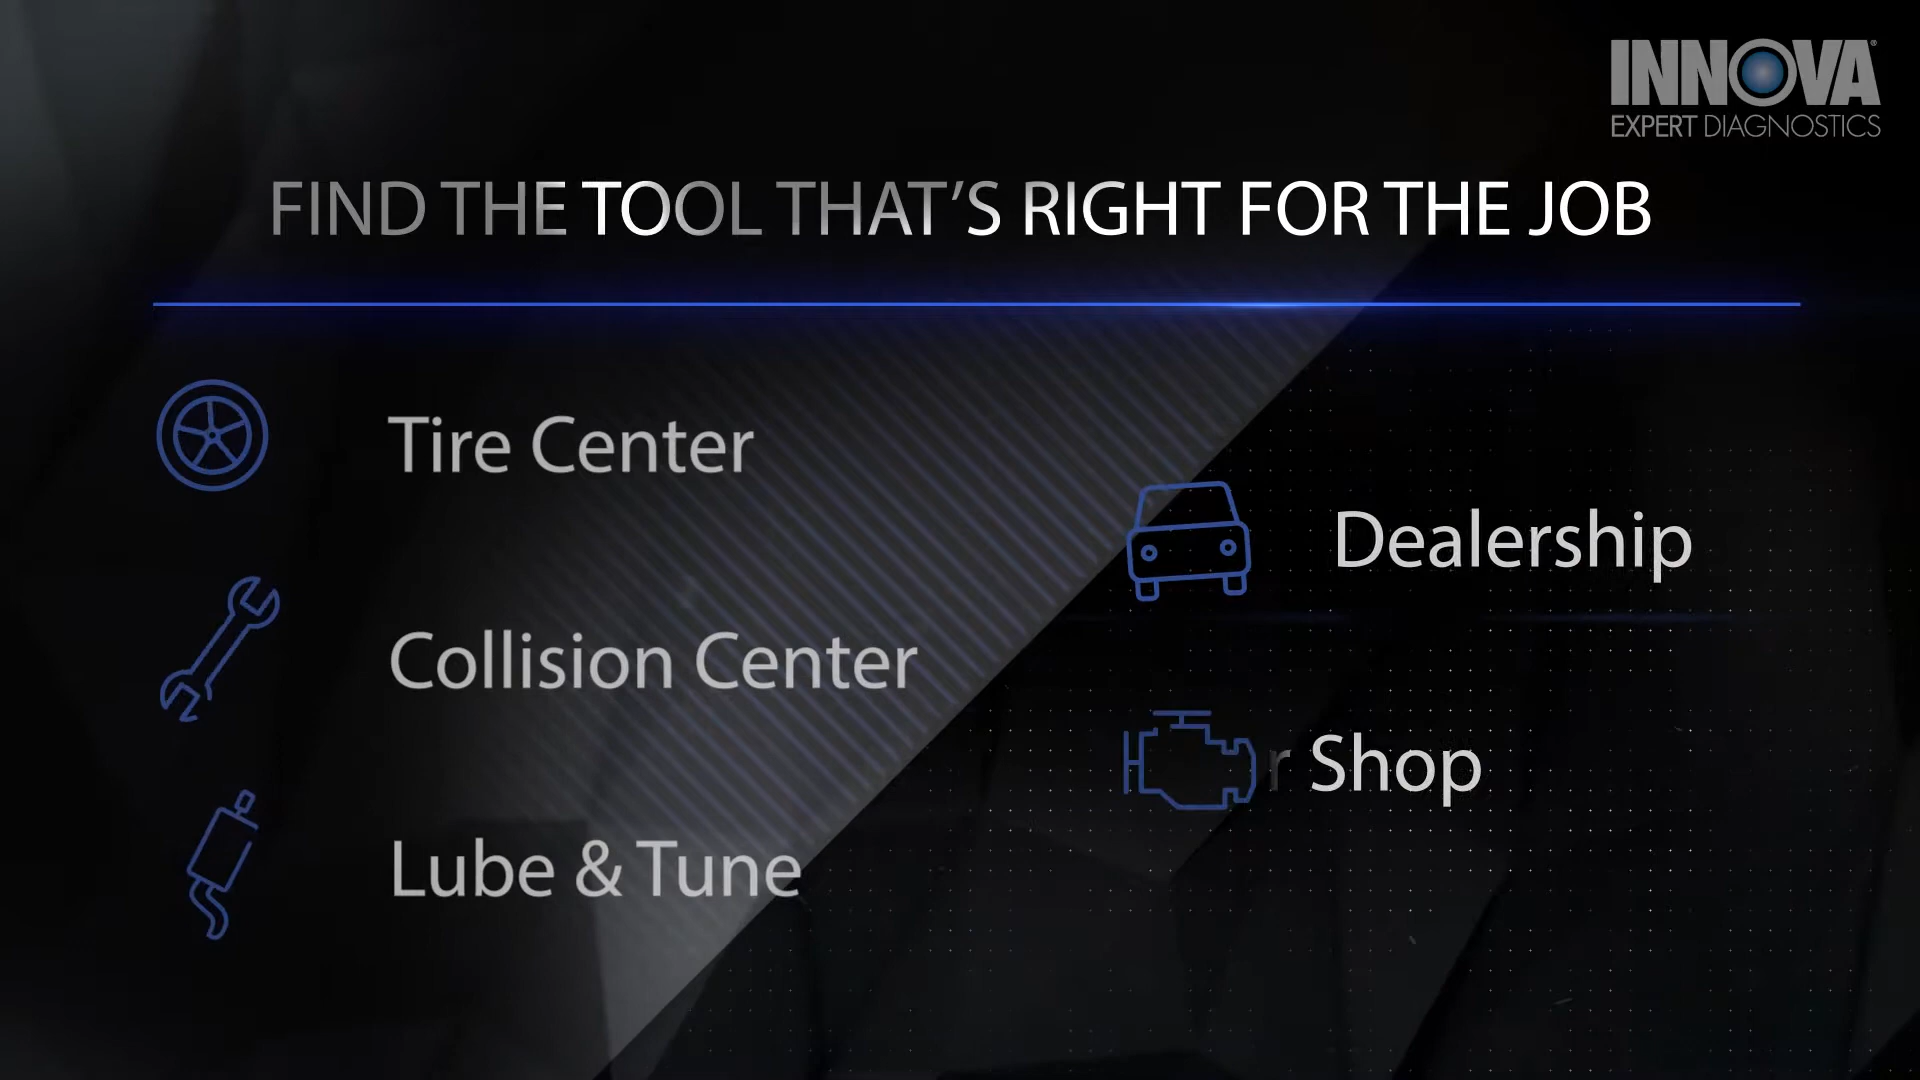 INNOVA®
EXPERT DIAGNOSTICS
FIND THE TOOL THAT’S RIGHT FOR THE JOB
Tire Center
Collision Center
Lube & Tune
Dealership
r Shop